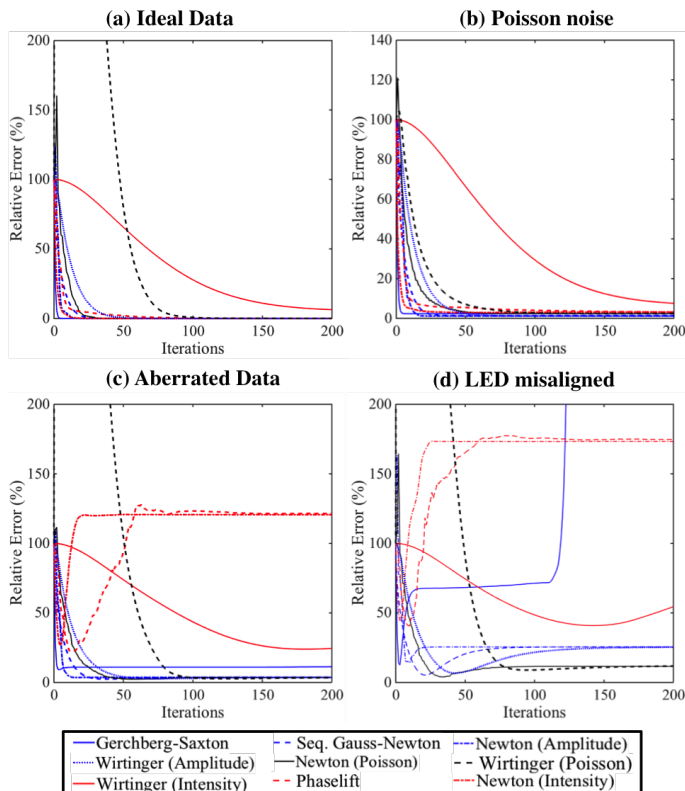 (a) Ideal Data
(b) Poisson noise
Relative Error (%)
200
150
100
50
0
0 50 100 150 200
Iterations
Relative Error (%)
140
120
100
80
60
40
20
0
0 50 100 150 200
Iterations
(c) Aberrated Data
(d) LED misaligned
Relative Error (%)
200
150
100
50
0
0 50 100 150 200
Iterations
Relative Error (%)
200
150
100
50
0
0 50 100 150 200
Iterations
Gerchberg-Saxton Seq. Gauss-Newton Newton (Amplitude)
Wirtinger (Amplitude) Newton (Poisson) Wirtinger (Poisson)
Wirtinger (Intensity) Phaselift Newton (Intensity)